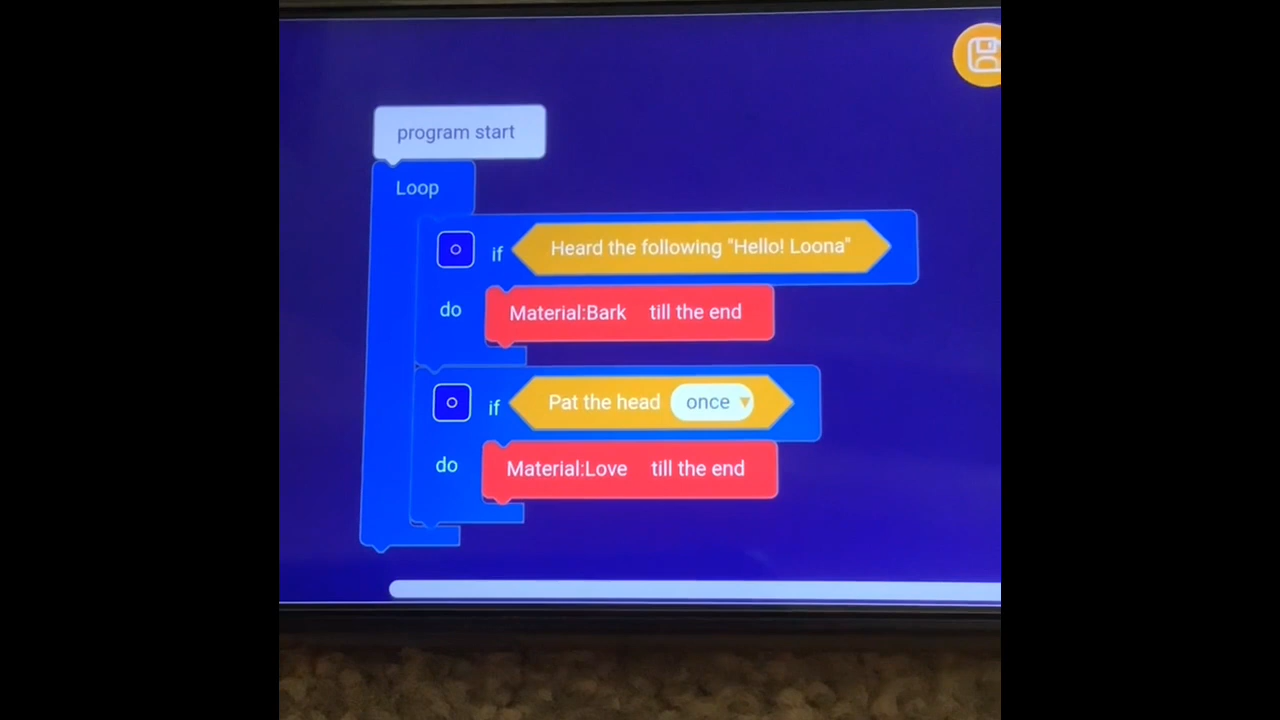 program start
Loop
if Heard the following "Hello! Loona"
do Material:Bark till the end
if Pat the head once
do Material:Love till the end